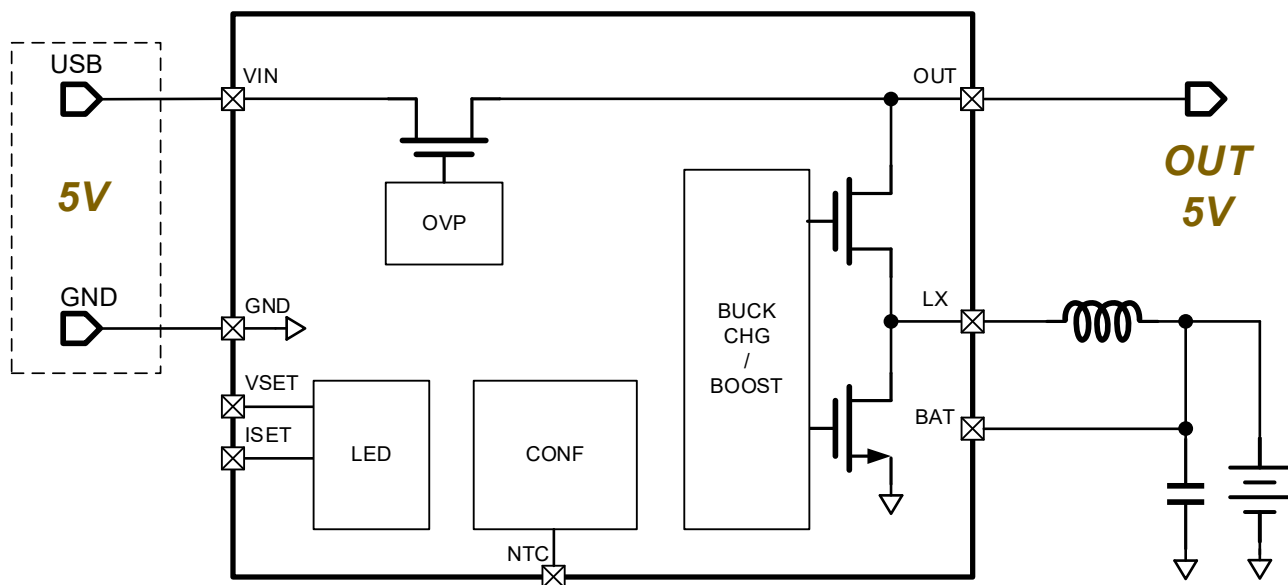 USB
VIN
OUT
5V
OVP
OUT
5V
GND
GND
LX
BUCK
CHG
/
BOOST
VSET
ISET
LED
CONF
BAT
NTC